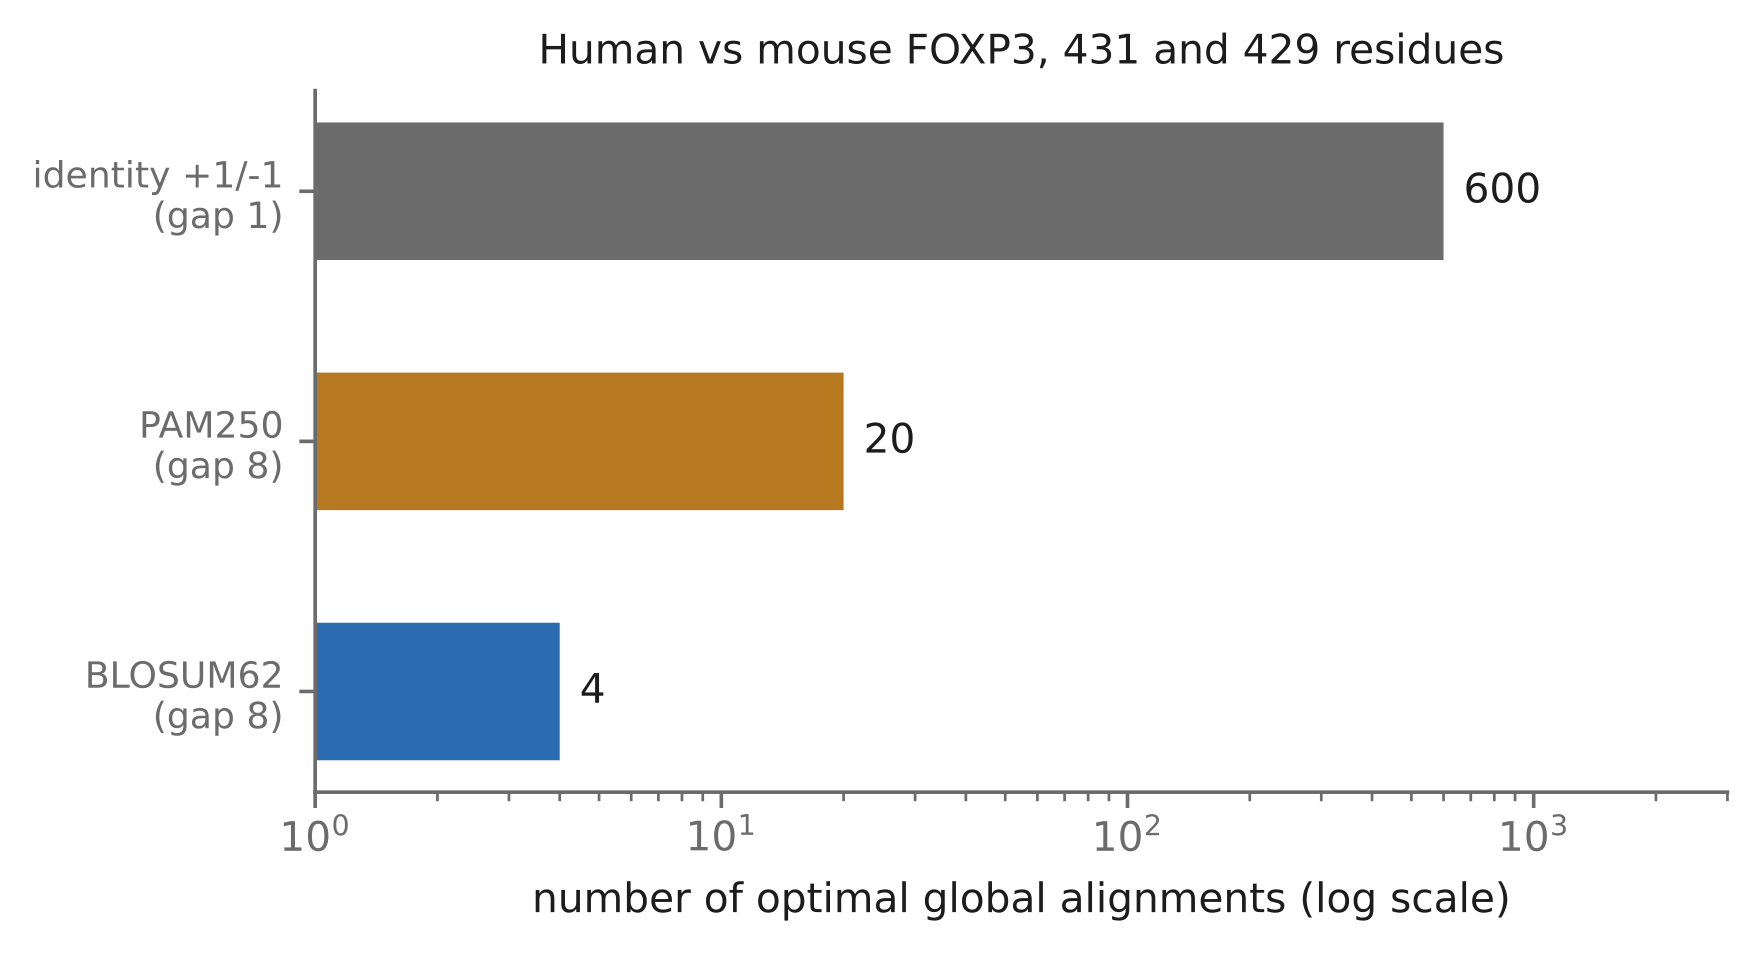 Human vs mouse FOXP3, 431 and 429 residues
identity +1/-1
(gap 1)
600
PAM250
(gap 8)
20
BLOSUM62
(gap 8)
4
10⁰ 10¹ 10² 10³
number of optimal global alignments (log scale)